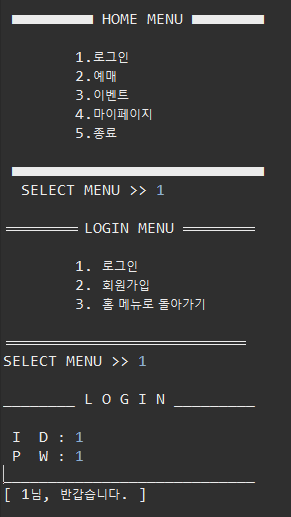 HOME MENU
1.로그인
2.예매
3.이벤트
4.마이페이지
5.종료
SELECT MENU >> 1
LOGIN MENU
1. 로그인
2. 회원가입
3. 홈 메뉴로 돌아가기
SELECT MENU >> 1
________ L O G I N _________
I D : 1
P W : 1
[ 1님, 반갑습니다. ]